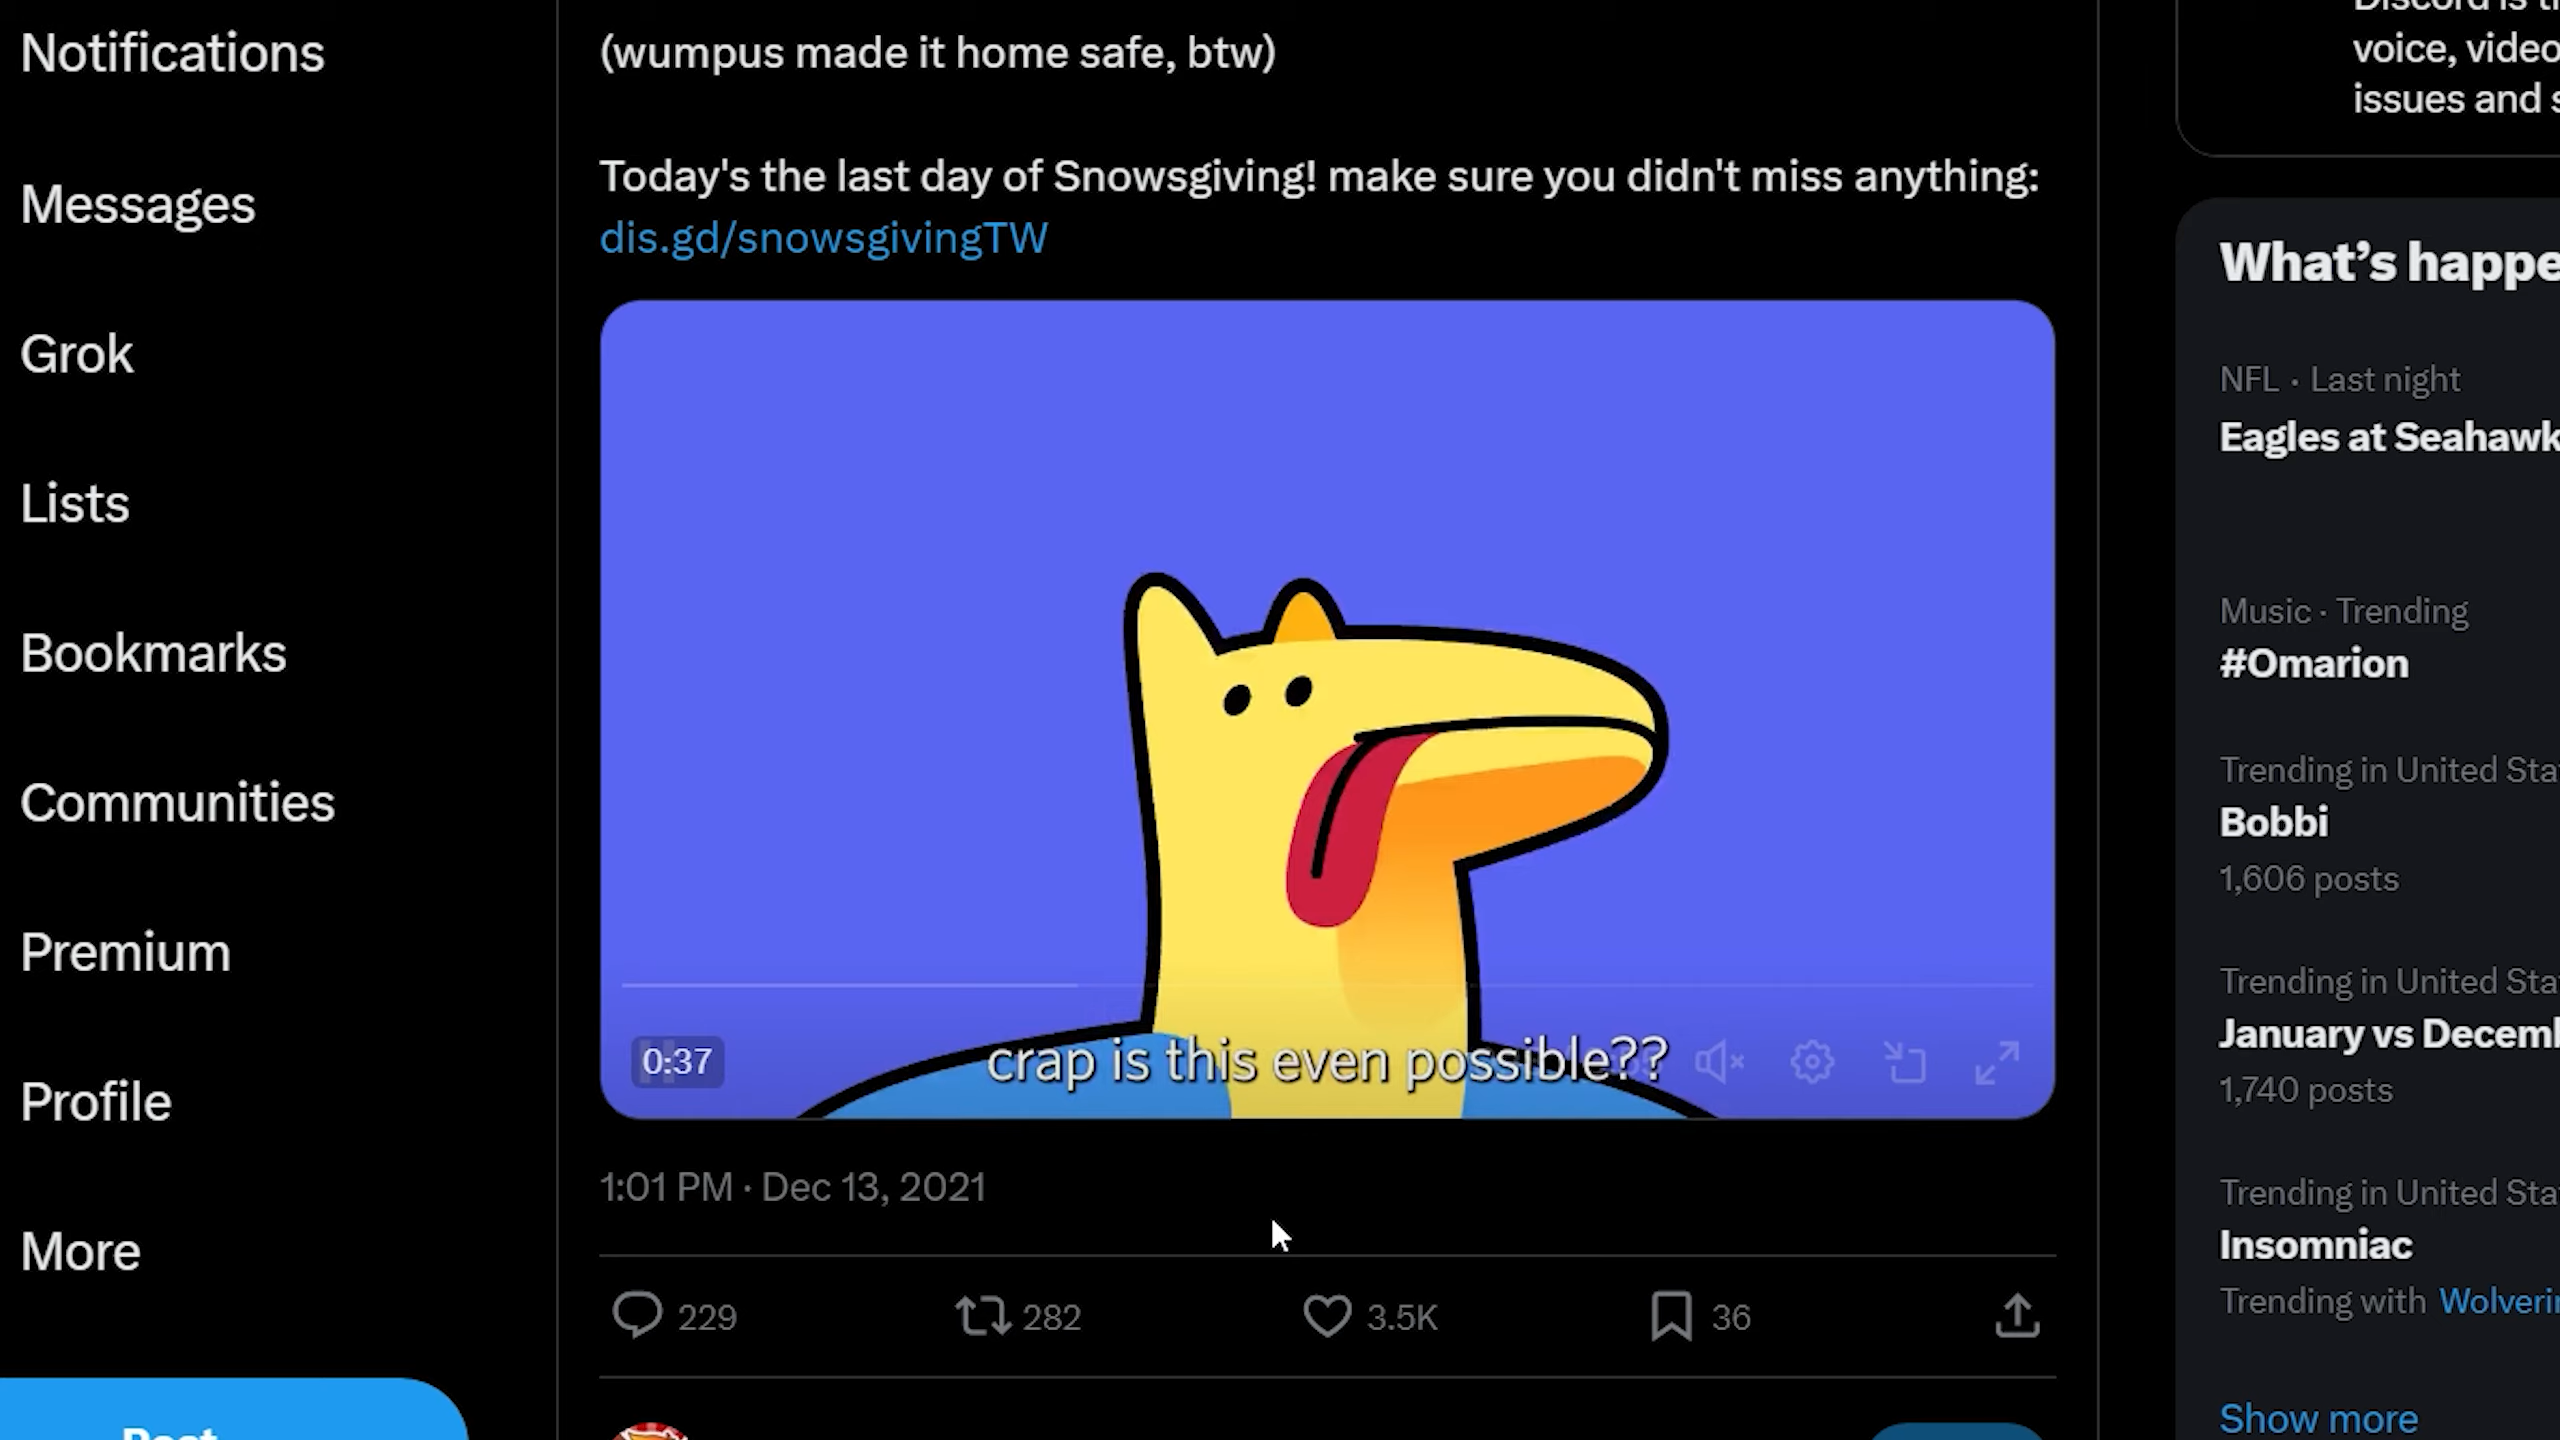 Notifications
Messages
Grok
Lists
Bookmarks
Communities
Premium
Profile
More
Post
(wumpus made it home safe, btw)
Today's the last day of Snowsgiving! make sure you didn't miss anything:
dis.gd/snowsgivingTW
0:37
crap is this even possible??
1:01 PM · Dec 13, 2021
229
282
3.5K
36
Discord is
voice, video
issues and s
What's happe
NFL · Last night
Eagles at Seahawk
Music · Trending
#Omarion
Trending in United Sta
Bobbi
1,606 posts
Trending in United Sta
January vs Decem
1,740 posts
Trending in United Sta
Insomniac
Trending with Wolveri
Show more